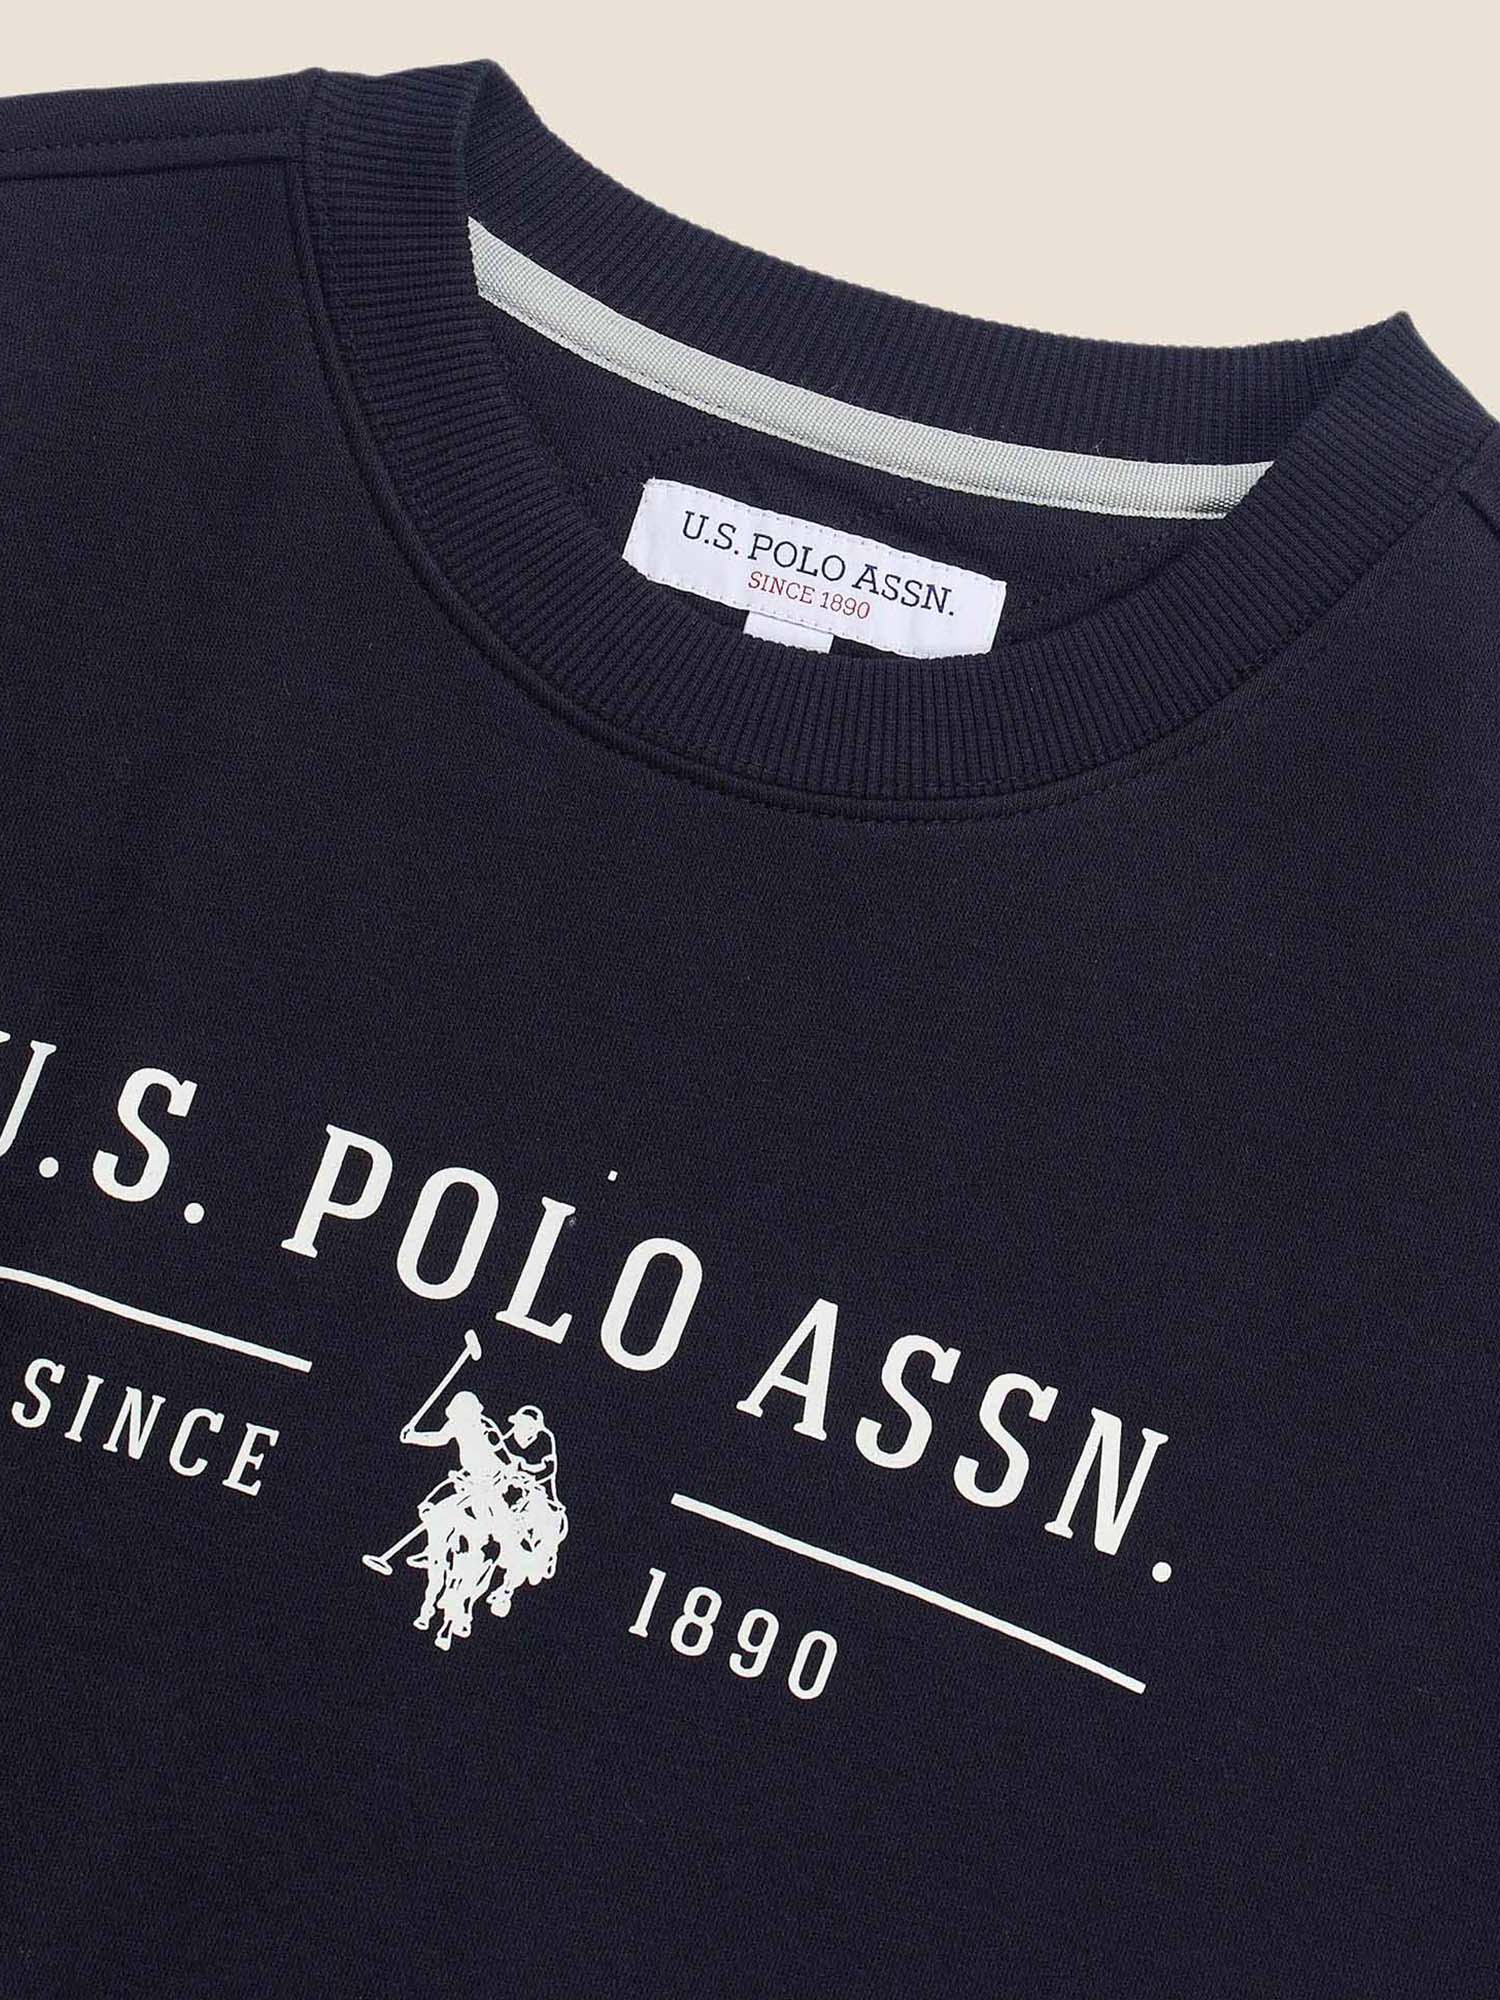 U.S. POLO ASSN.
SINCE 1890
U.S. POLO ASSN.
SINCE 1890